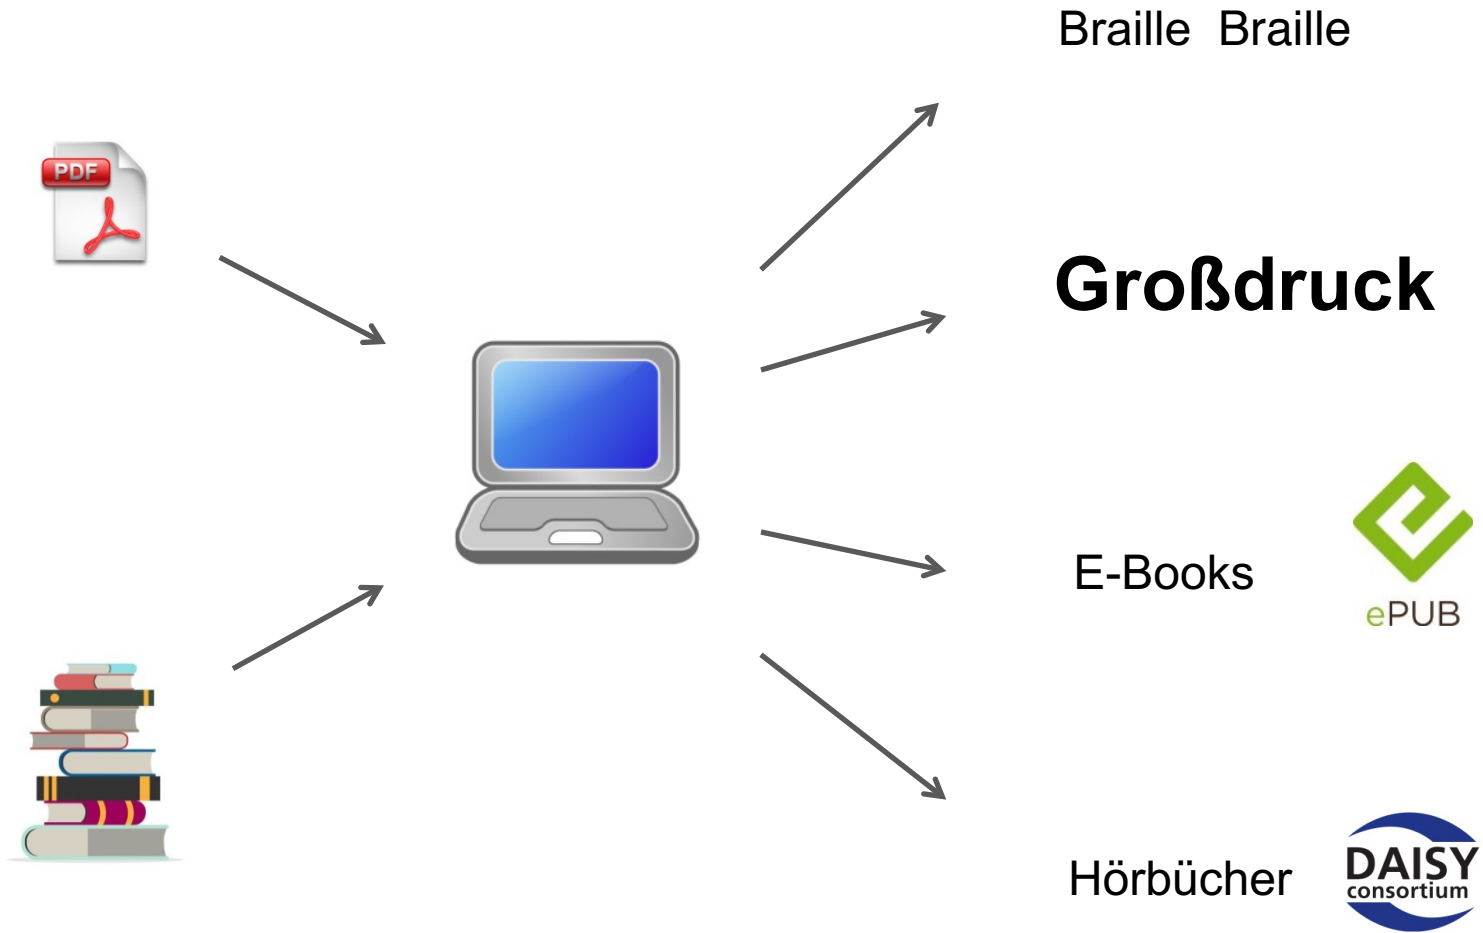 Braille Braille
PDF
Großdruck
E-Books
ePUB
Hörbücher
DAISY
consortium